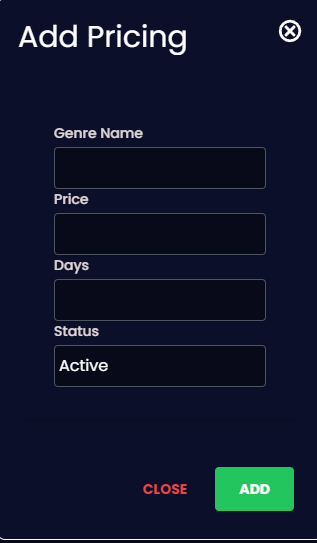 Add Pricing
Genre Name
Price
Days
Status
Active
CLOSE ADD